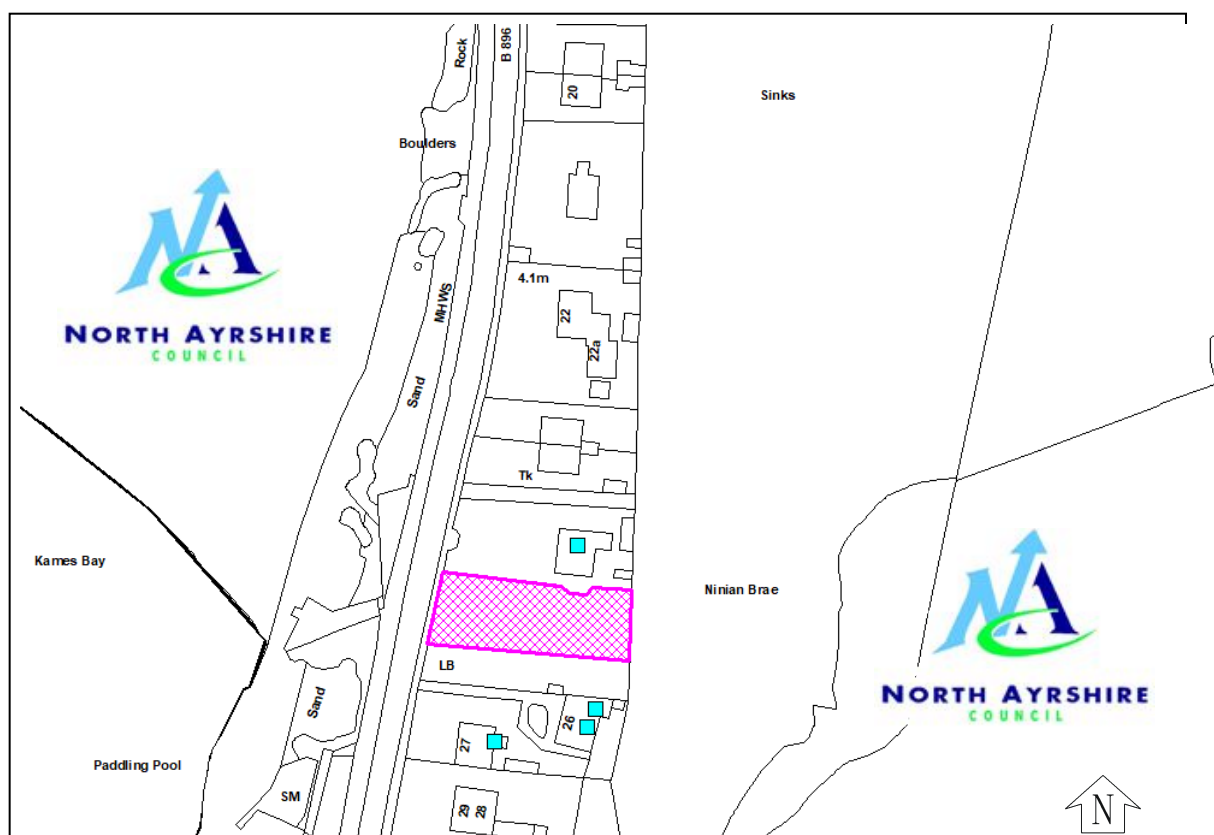 B 896
Rock
20
Sinks
Boulders
NORTH AYRSHIRE
COUNCIL
4.1m
MHWS
22
22a
Sand
Tk
Kames Bay
Ninian Brae
LB
NORTH AYRSHIRE
COUNCIL
Sand
26
27
Paddling Pool
SM
29
28
N